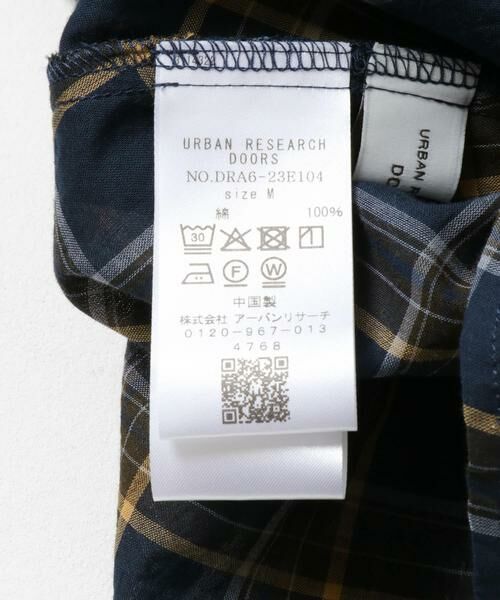 URBAN RESEARCH
DOORS
NO.DRA6-23E104
size M
綿 100%
30
F W
中国製
株式会社 アーバンリサーチ
0120-967-013
4768
URBAN R
DO